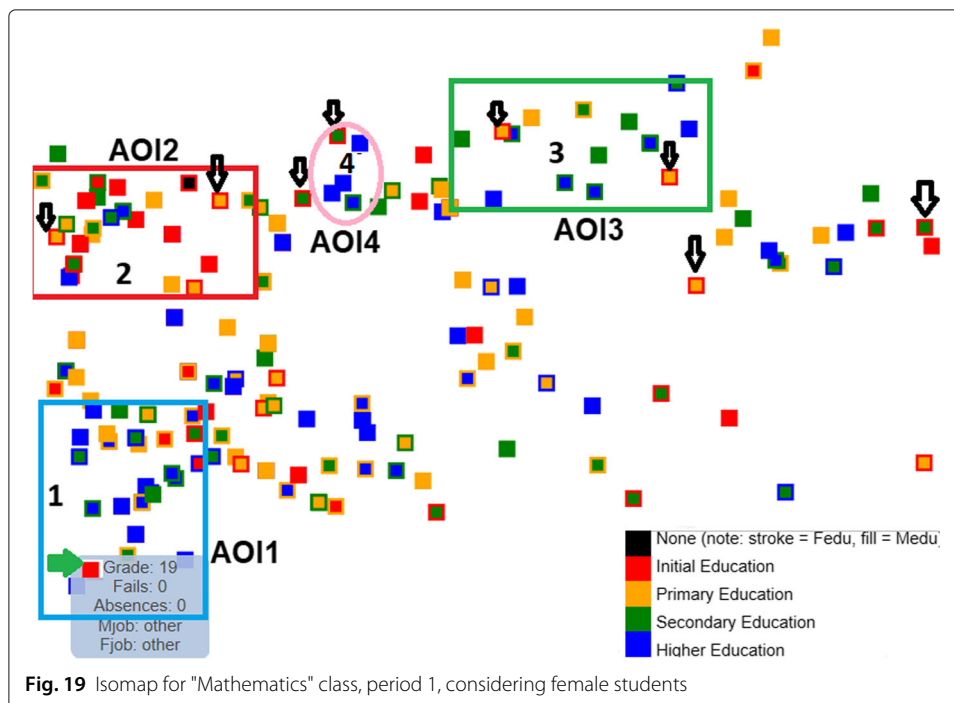 AOI2
4
3
AOI3
AOI4
2
1
AOI1
Grade: 19
Fails: 0
Absences: 0
Mjob: other
Fjob: other
None (note: stroke = Fedu, fill = Medu)
Initial Education
Primary Education
Secondary Education
Higher Education
Fig. 19 Isomap for "Mathematics" class, period 1, considering female students